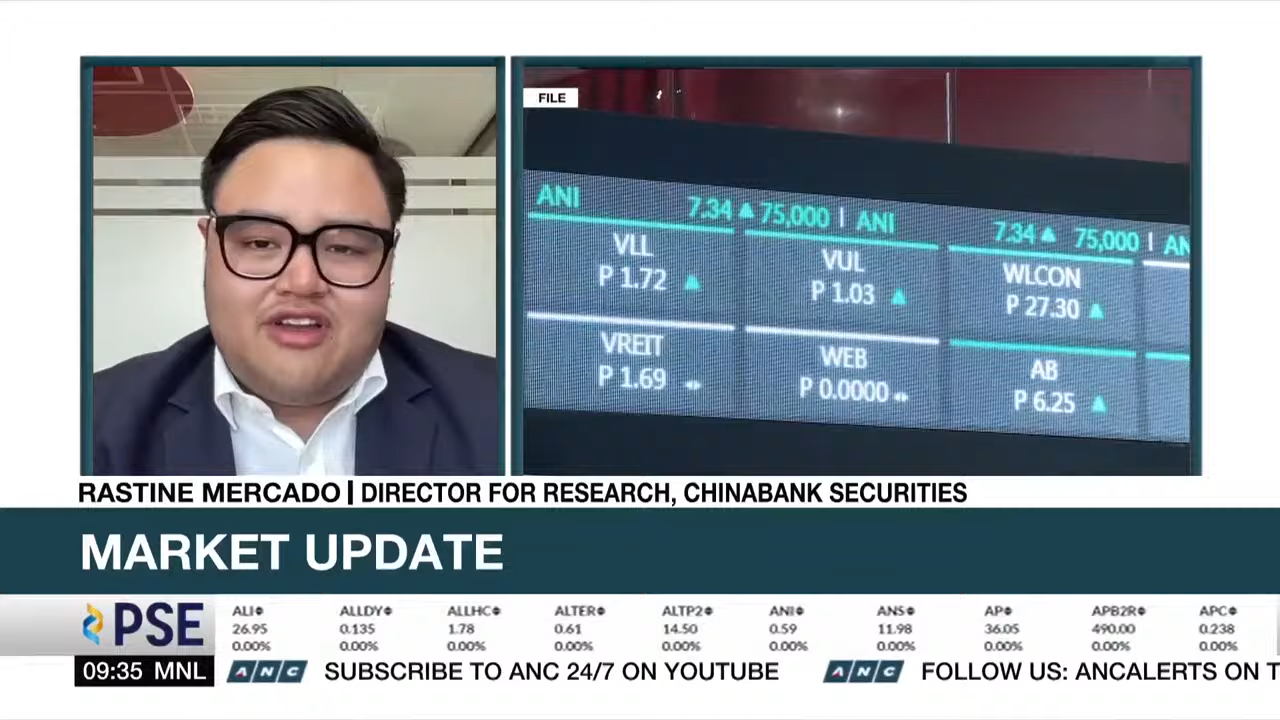 FILE
ANI 7.34 ▲ 75,000 | ANI 7.34 ▲ 75,000 | AN
VLL VUL WLCON
P 1.72 ▲ P 1.03 ▲ P 27.30 ▲
VREIT WEB AB
P 1.69 P 0.0000 P 6.25 ▲
RASTINE MERCADO | DIRECTOR FOR RESEARCH, CHINABANK SECURITIES
MARKET UPDATE
PSE
ALI ALLDY ALLHC ALTER ALTP2 ANI ANS AP APB2R APC
26.95 0.135 1.78 0.61 14.50 0.59 11.98 36.05 490.00 0.238
0.00% 0.00% 0.00% 0.00% 0.00% 0.00% 0.00% 0.00% 0.00% 0.00%
09:35 MNL ANC SUBSCRIBE TO ANC 24/7 ON YOUTUBE ANC FOLLOW US: ANCALERTS ON T